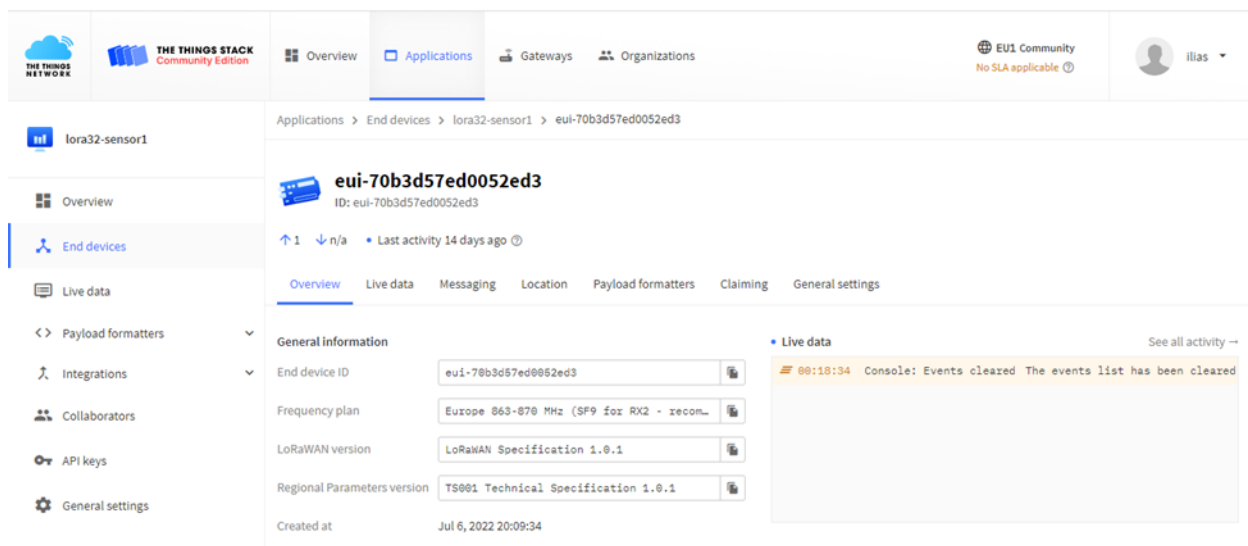 THE THINGS
NETWORK
THE THINGS STACK
Community Edition
Overview
Applications
Gateways
Organizations
EU1 Community
No SLA applicable
ilias
lora32-sensor1
Overview
End devices
Live data
Payload formatters
Integrations
Collaborators
API keys
General settings
Applications > End devices > lora32-sensor1 > eui-70b3d57ed0052ed3
eui-70b3d57ed0052ed3
ID: eui-70b3d57ed0052ed3
↑ 1 ↓ n/a • Last activity 14 days ago
Overview Live data Messaging Location Payload formatters Claiming General settings
General information
End device ID eui-70b3d57ed0052ed3
Frequency plan Europe 863-870 MHz (SF9 for RX2 - recom…
LoRaWAN version LoRaWAN Specification 1.0.1
Regional Parameters version TS001 Technical Specification 1.0.1
Created at Jul 6, 2022 20:09:34
• Live data See all activity →
00:18:34 Console: Events cleared The events list has been cleared